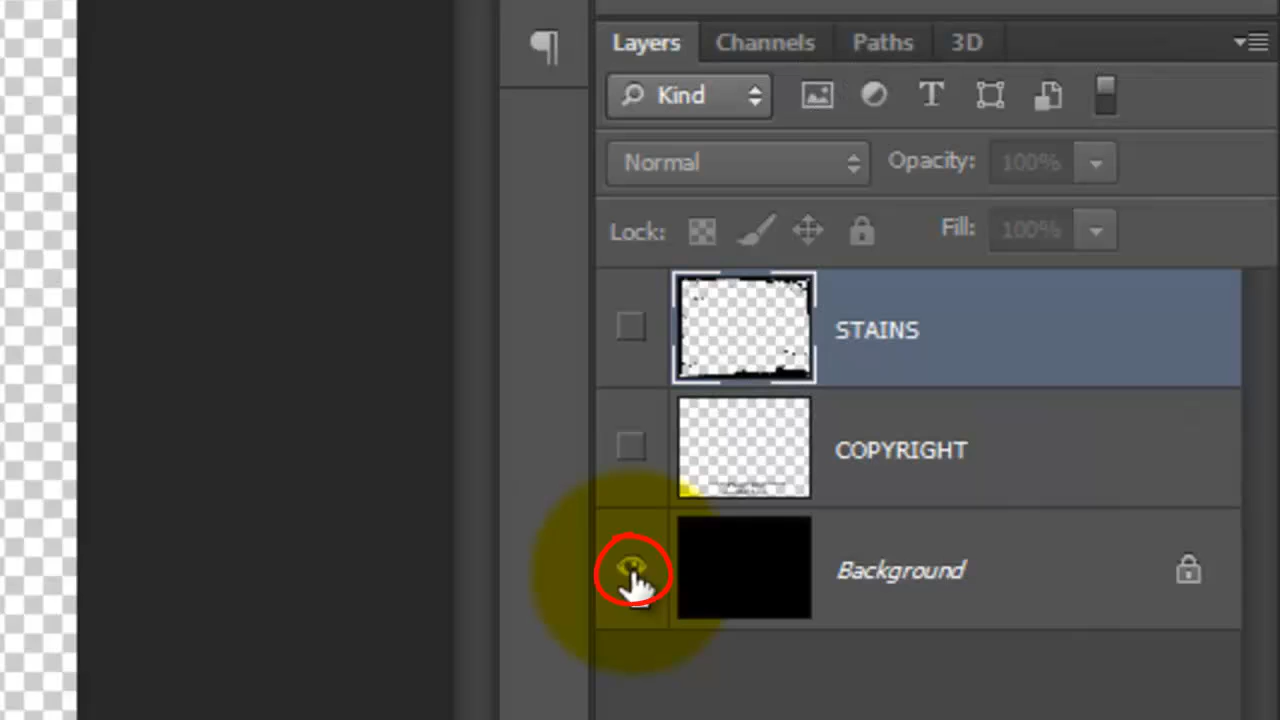 Layers Channels Paths 3D
Kind
Normal Opacity: 100%
Lock: Fill: 100%
STAINS
COPYRIGHT
Background